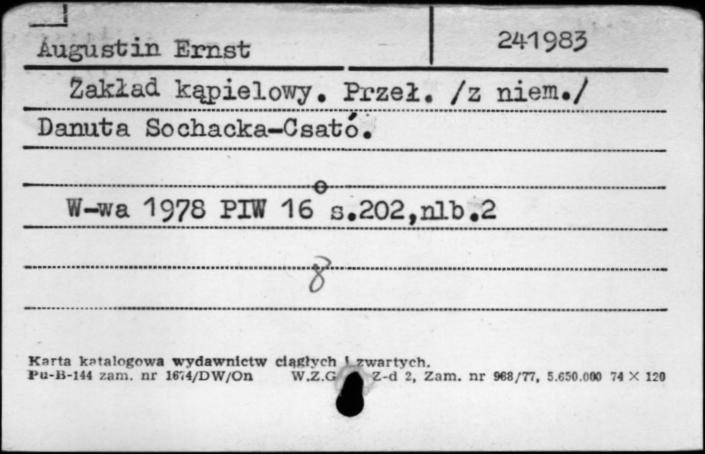 Augustin Ernst 241983
Zakład kąpielowy. Przeł. /z niem./
Danuta Sochacka-Csató.
W-wa 1978 PIW 16° s.202,nlb.2
8
Karta katalogowa wydawnictw ciągłych i zwartych.
Pu-B-144 zam. nr 1674/DW/On W.Z.G Z-d 2, Zam. nr 968/77, 5.650.000 74 × 120